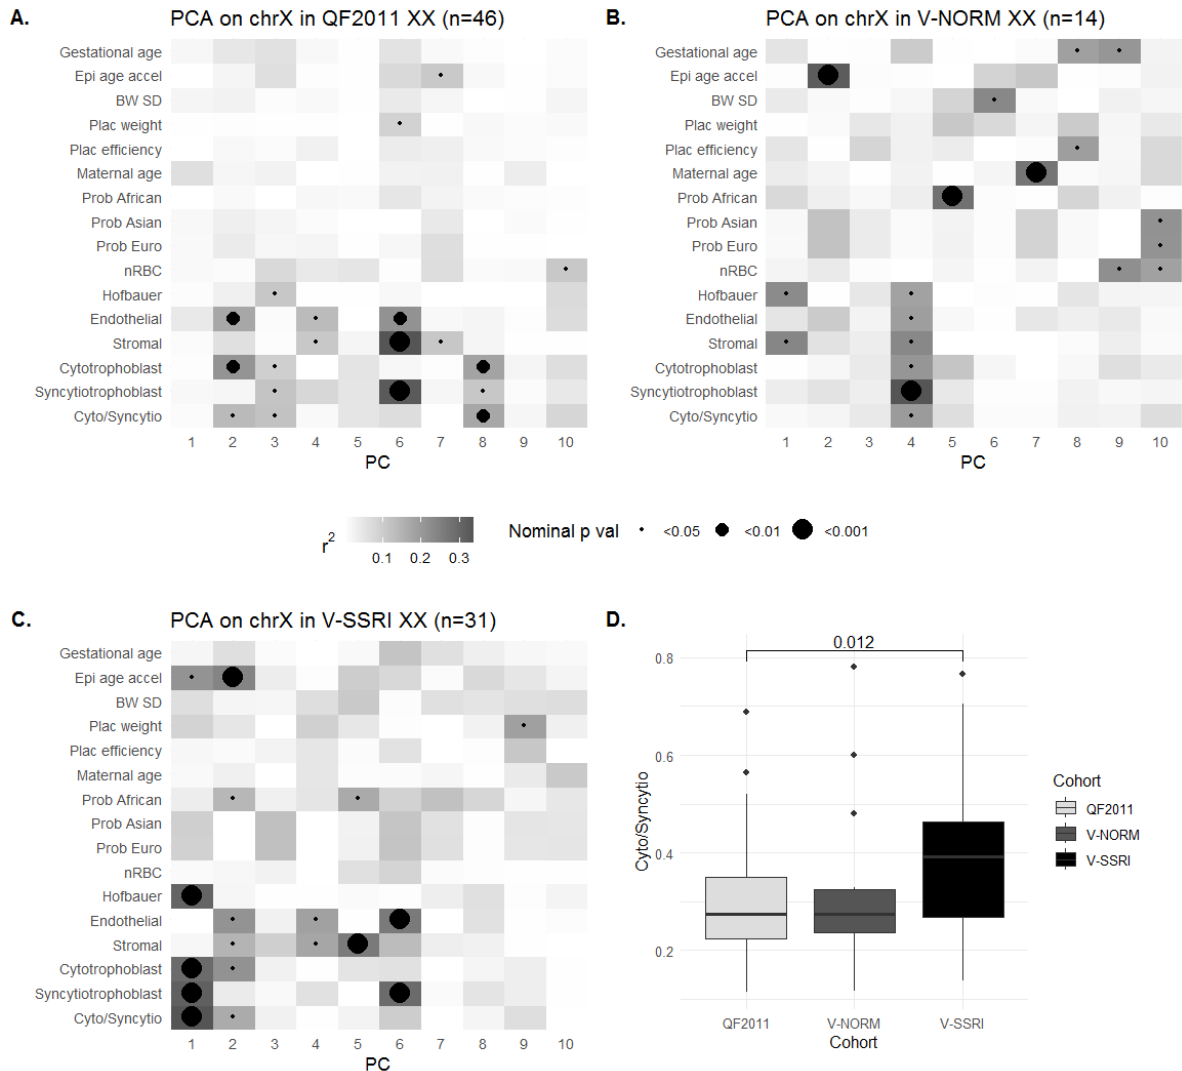 A.
PCA on chrX in QF2011 XX (n=46)
Gestational age
Epi age accel
BW SD
Plac weight
Plac efficiency
Maternal age
Prob African
Prob Asian
Prob Euro
nRBC
Hofbauer
Endothelial
Stromal
Cytotrophoblast
Syncytiotrophoblast
Cyto/Syncytio
1 2 3 4 5 6 7 8 9 10
PC
B.
PCA on chrX in V-NORM XX (n=14)
Gestational age
Epi age accel
BW SD
Plac weight
Plac efficiency
Maternal age
Prob African
Prob Asian
Prob Euro
nRBC
Hofbauer
Endothelial
Stromal
Cytotrophoblast
Syncytiotrophoblast
Cyto/Syncytio
1 2 3 4 5 6 7 8 9 10
PC
r2
0.1 0.2 0.3
Nominal p val <0.05 <0.01 <0.001
C.
PCA on chrX in V-SSRI XX (n=31)
Gestational age
Epi age accel
BW SD
Plac weight
Plac efficiency
Maternal age
Prob African
Prob Asian
Prob Euro
nRBC
Hofbauer
Endothelial
Stromal
Cytotrophoblast
Syncytiotrophoblast
Cyto/Syncytio
1 2 3 4 5 6 7 8 9 10
PC
D.
0.012
0.8
0.6
0.4
0.2
Cyto/Syncytio
QF2011 V-NORM V-SSRI
Cohort
Cohort
QF2011
V-NORM
V-SSRI